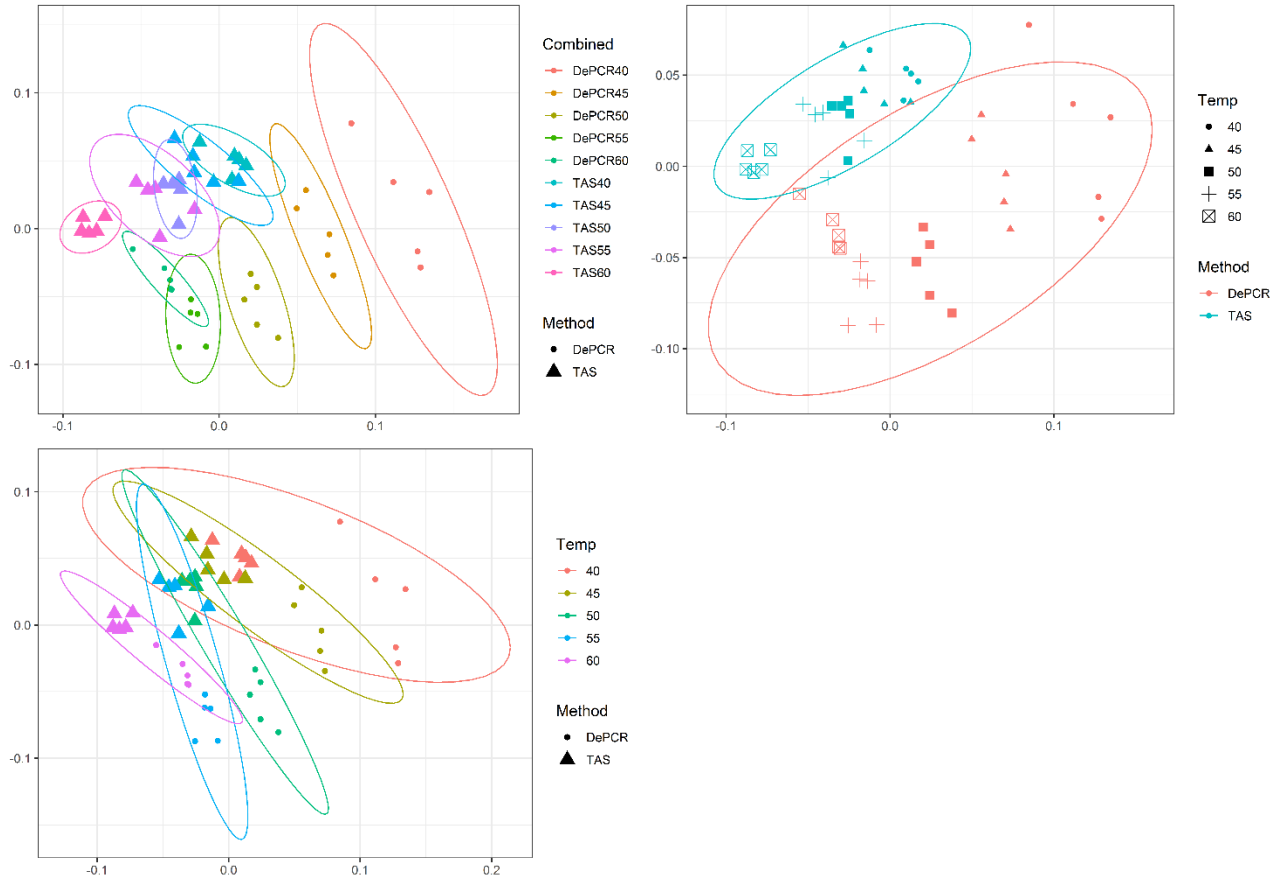 0.1
0.0
-0.1
-0.1
0.0
0.1
Combined
DePCR40
DePCR45
DePCR50
DePCR55
DePCR60
TAS40
TAS45
TAS50
TAS55
TAS60
Method
DePCR
TAS
0.05
0.00
-0.05
-0.10
-0.1
0.0
0.1
Temp
40
45
50
55
60
Method
DePCR
TAS
0.1
0.0
-0.1
-0.1
0.0
0.1
0.2
Temp
40
45
50
55
60
Method
DePCR
TAS